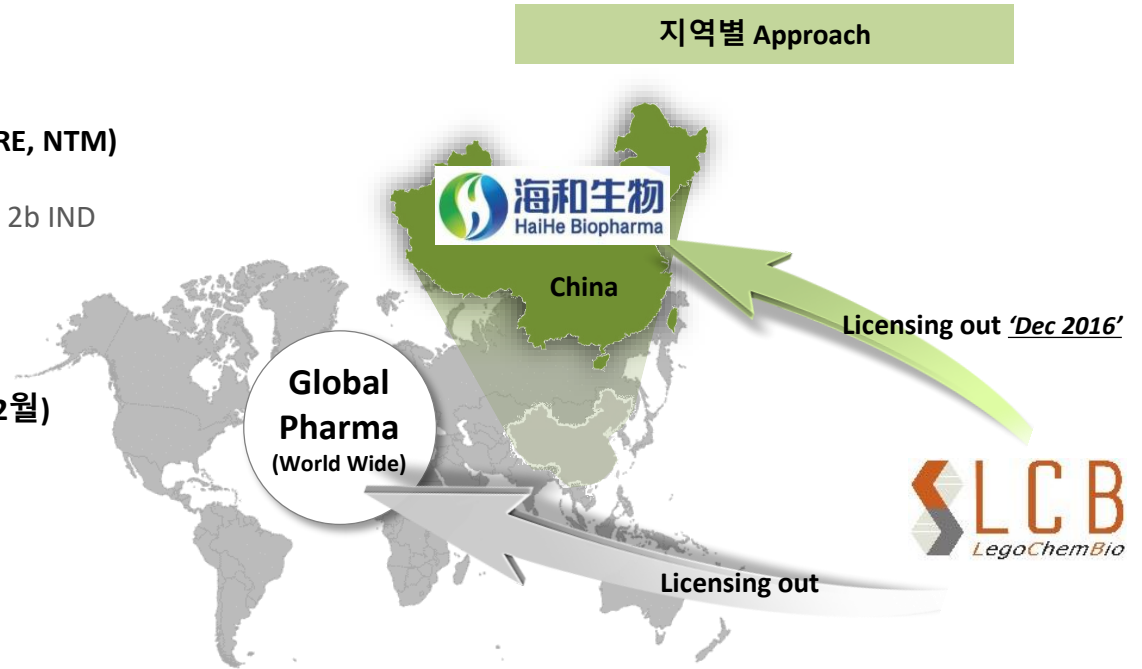 지역별 Approach
RE, NTM)
2b IND
2월)
海和生物
HaiHe Biopharma
China
Licensing out ‘Dec 2016’
Global
Pharma
(World Wide)
LCB
LegoChemBio
Licensing out